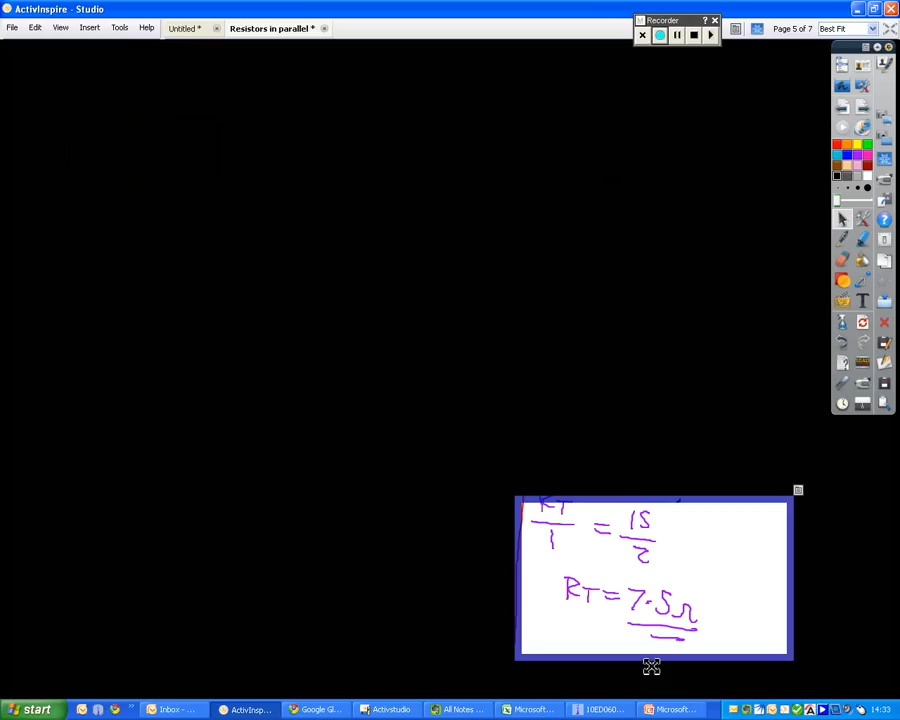 ActivInspire - Studio
Recorder
File Edit View Insert Tools Help
Untitled * Resistors in parallel *
Page 5 of 7 Best Fit
RT
1
= 15
2
RT = 7.5Ω
start
Inbox - ...
ActivInsp...
Google Gl...
Activstudio
All Notes ...
Microsoft...
10ED060...
Microsoft...
14:33